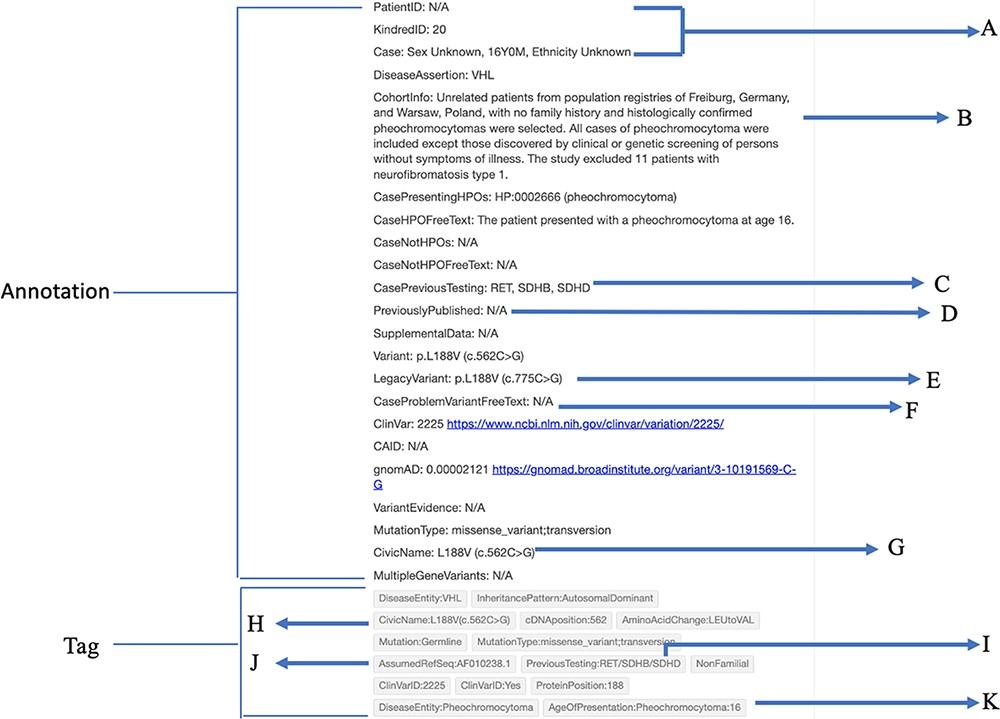 PatientID: N/A
KindredID: 20
A
Case: Sex Unknown, 16Y0M, Ethnicity Unknown
DiseaseAssertion: VHL
CohortInfo: Unrelated patients from population registries of Freiburg, Germany,
and Warsaw, Poland, with no family history and histologically confirmed
B
pheochromocytomas were selected. All cases of pheochromocytoma were
included except those discovered by clinical or genetic screening of persons
without symptoms of illness. The study excluded 11 patients with
neurofibromatosis type 1.
CasePresentingHPOs: HP:0002666 (pheochromocytoma)
CaseHPOFreeText: The patient presented with a pheochromocytoma at age 16.
CaseNotHPOs: N/A
CaseNotHPOFreeText: N/A
Annotation
CasePreviousTesting: RET, SDHB, SDHD
C
PreviouslyPublished: N/A
D
SupplementalData: N/A
Variant: p.L188V (c.562C>G)
LegacyVariant: p.L188V (c.775C>G)
E
CaseProblemVariantFreeText: N/A
F
ClinVar: 2225 https://www.ncbi.nlm.nih.gov/clinvar/variation/2225/
CAID: N/A
gnomAD: 0.00002121 https://gnomad.broadinstitute.org/variant/3-10191569-C-
G
VariantEvidence: N/A
MutationType: missense_variant;transversion
CivicName: L188V (c.562C>G)
G
MultipleGeneVariants: N/A
DiseaseEntity:VHL InheritancePattern:AutosomalDominant
H
CivicName:L188V(c.562C>G) cDNAposition:562 AminoAcidChange:LEUtoVAL
Tag
Mutation:Germline MutationType:missense_variant;transversion
I
J
AssumedRefSeq:AF010238.1 PreviousTesting:RET/SDHB/SDHD NonFamilial
ClinVarID:2225 ClinVarID:Yes ProteinPosition:188
DiseaseEntity:Pheochromocytoma AgeOfPresentation:Pheochromocytoma:16
K